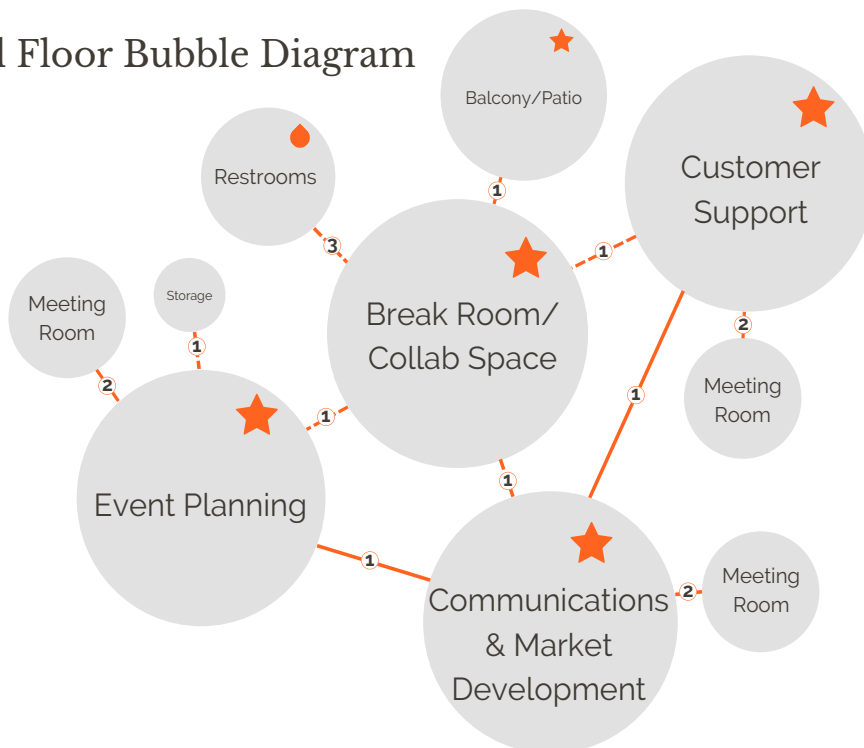 Floor Bubble Diagram
Balcony/Patio
Customer
Support
Restrooms
1
3
1
Meeting
Room
Storage
Break Room/
Collab Space
2
1
2
Meeting
Room
1
1
Event Planning
1
1
Communications
& Market
Development
2
Meeting
Room